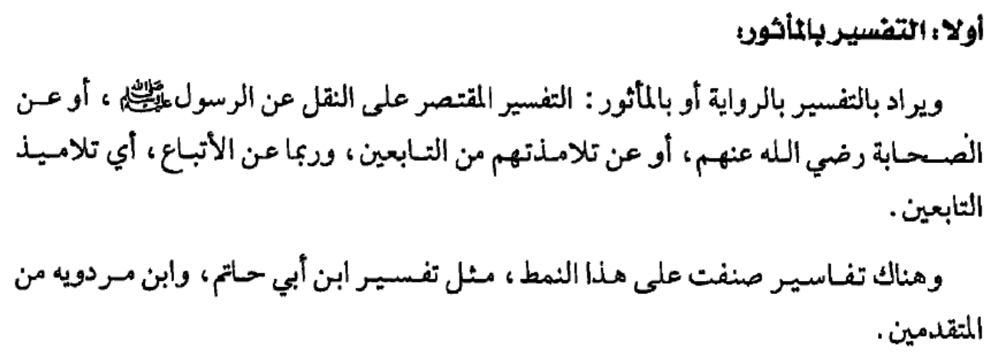 أولا: التفسير بالمأثور:
ويراد بالتفسير بالرواية أو بالمأثور: التفسير المقتصر على النقل عن الرسول ﷺ، أو عن
الصحابة رضي الله عنهم، أو عن تلامذتهم من التابعين، وربما عن الأتباع، أي تلاميذ
التابعين.
وهناك تفاسير صنفت على هذا النمط، مثل تفسير ابن أبي حاتم، وابن مردويه من
المتقدمين.